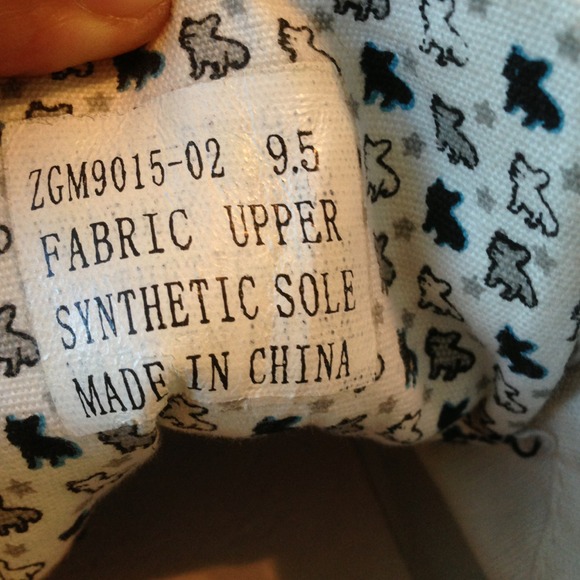 ZGM9015-02 9.5
FABRIC UPPER
SYNTHETIC SOLE
MADE IN CHINA